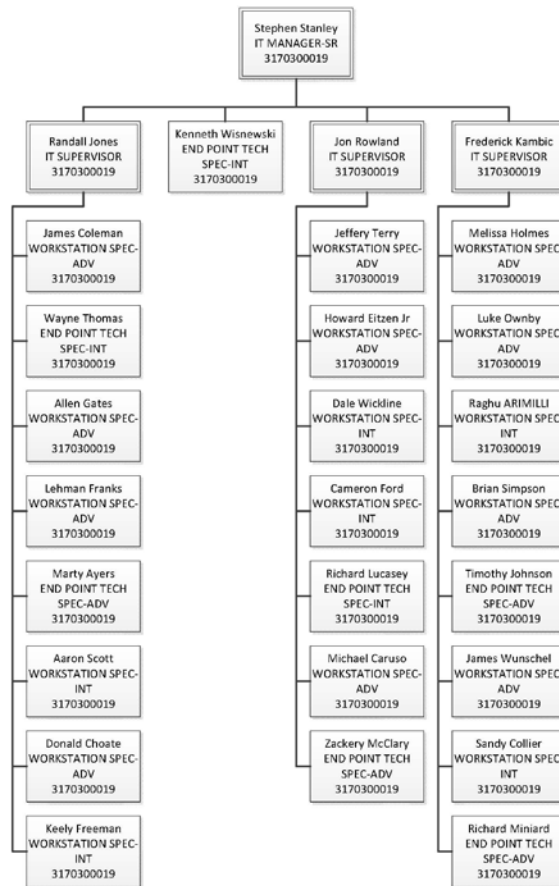 Stephen Stanley
IT MANAGER-SR
3170300019
Randall Jones
IT SUPERVISOR
3170300019
Kenneth Wisnewski
END POINT TECH
SPEC-INT
3170300019
Jon Rowland
IT SUPERVISOR
3170300019
Frederick Kambic
IT SUPERVISOR
3170300019
James Coleman
WORKSTATION SPEC-
ADV
3170300019
Wayne Thomas
END POINT TECH
SPEC-INT
3170300019
Allen Gates
WORKSTATION SPEC-
ADV
3170300019
Lehman Franks
WORKSTATION SPEC-
ADV
3170300019
Marty Ayers
END POINT TECH
SPEC-ADV
3170300019
Aaron Scott
WORKSTATION SPEC-
INT
3170300019
Donald Choate
WORKSTATION SPEC-
ADV
3170300019
Keely Freeman
WORKSTATION SPEC-
INT
3170300019
Jeffery Terry
WORKSTATION SPEC-
ADV
3170300019
Howard Eitzen Jr
WORKSTATION SPEC-
ADV
3170300019
Dale Wickline
WORKSTATION SPEC-
INT
3170300019
Cameron Ford
WORKSTATION SPEC-
INT
3170300019
Richard Lucasey
END POINT TECH
SPEC-INT
3170300019
Michael Caruso
WORKSTATION SPEC-
ADV
3170300019
Zackery McClary
END POINT TECH
SPEC-ADV
3170300019
Melissa Holmes
WORKSTATION SPEC-
ADV
3170300019
Luke Ownby
WORKSTATION SPEC-
ADV
3170300019
Raghu ARIMILLI
WORKSTATION SPEC-
INT
3170300019
Brian Simpson
WORKSTATION SPEC-
ADV
3170300019
Timothy Johnson
END POINT TECH
SPEC-ADV
3170300019
James Wunschel
WORKSTATION SPEC-
ADV
3170300019
Sandy Collier
WORKSTATION SPEC-
INT
3170300019
Richard Miniard
END POINT TECH
SPEC-ADV
3170300019